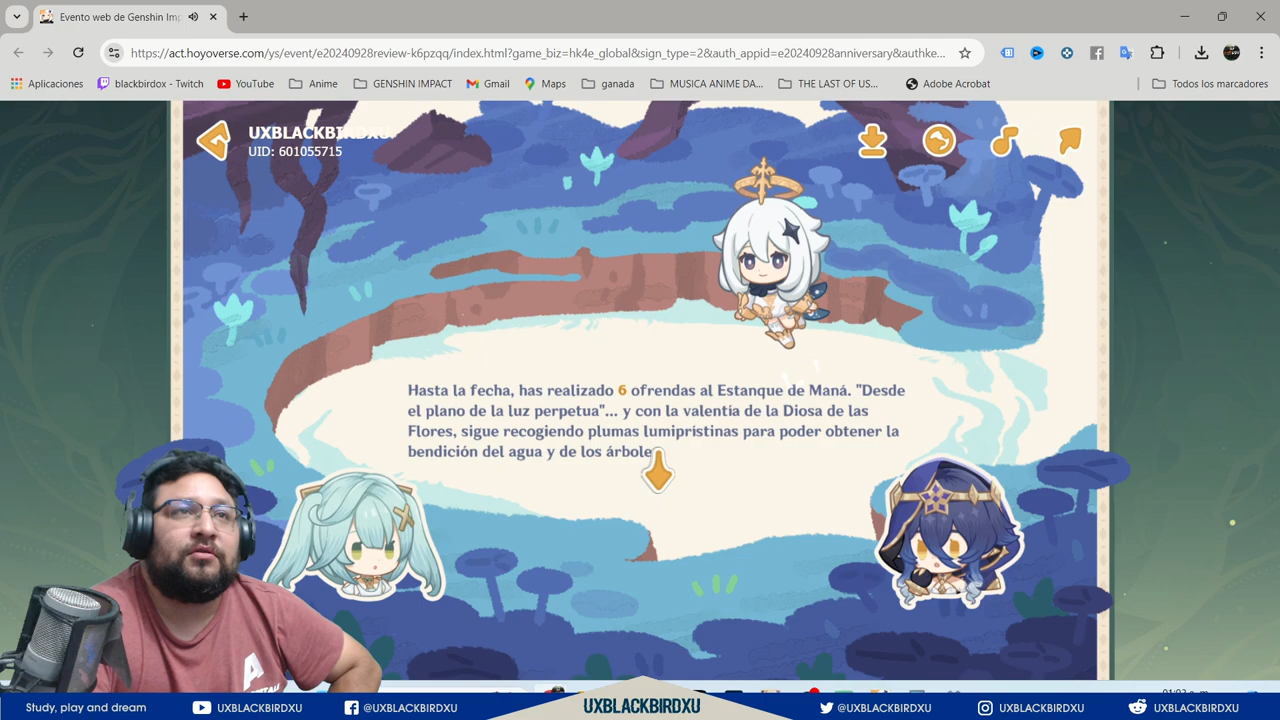 Evento web de Genshin Imp
https://act.hoyoverse.com/ys/event/e20240928review-k6pzqq/index.html?game_biz=hk4e_global&sign_type=2&auth_appid=e20240928anniversary&authke...
Aplicaciones
blackbirdox - Twitch
YouTube
Anime
GENSHIN IMPACT
Gmail
Maps
ganada
MUSICA ANIME DA...
THE LAST OF US...
Adobe Acrobat
Todos los marcadores
UXBLACKBIRDXU
UID: 601055715
Hasta la fecha, has realizado 6 ofrendas al Estanque de Maná. "Desde
el plano de la luz perpetua"... y con la valentía de la Diosa de las
Flores, sigue recogiendo plumas lumipristinas para poder obtener la
bendición del agua y de los árbole
Study, play and dream
UXBLACKBIRDXU
@UXBLACKBIRDXU
UXBLACKBIRDXU
@UXBLACKBIRDXU
UXBLACKBIRDXU
UXBLACKBIRDXU